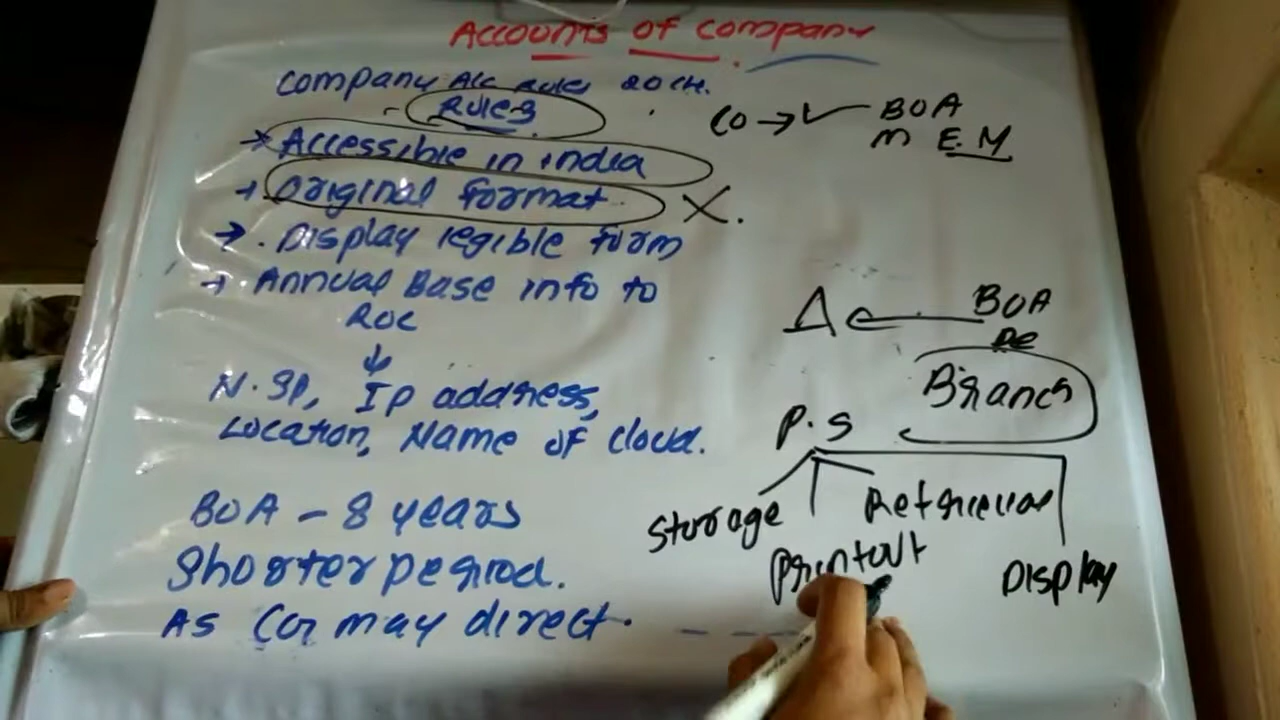 Accounts of company
company A/c rules 2014.
Rules
Accessible in india
original format
Display legible form
Annual Base info to
ROC
N.SP, Ip address,
Location, Name of cloud.
BOA - 8 years
Shorter period.
As CG may direct.
Co → ✓ BOA
m E.M
X.
Δ BOA
Branch
P.S
Storage
Printout
Retrieval
Display